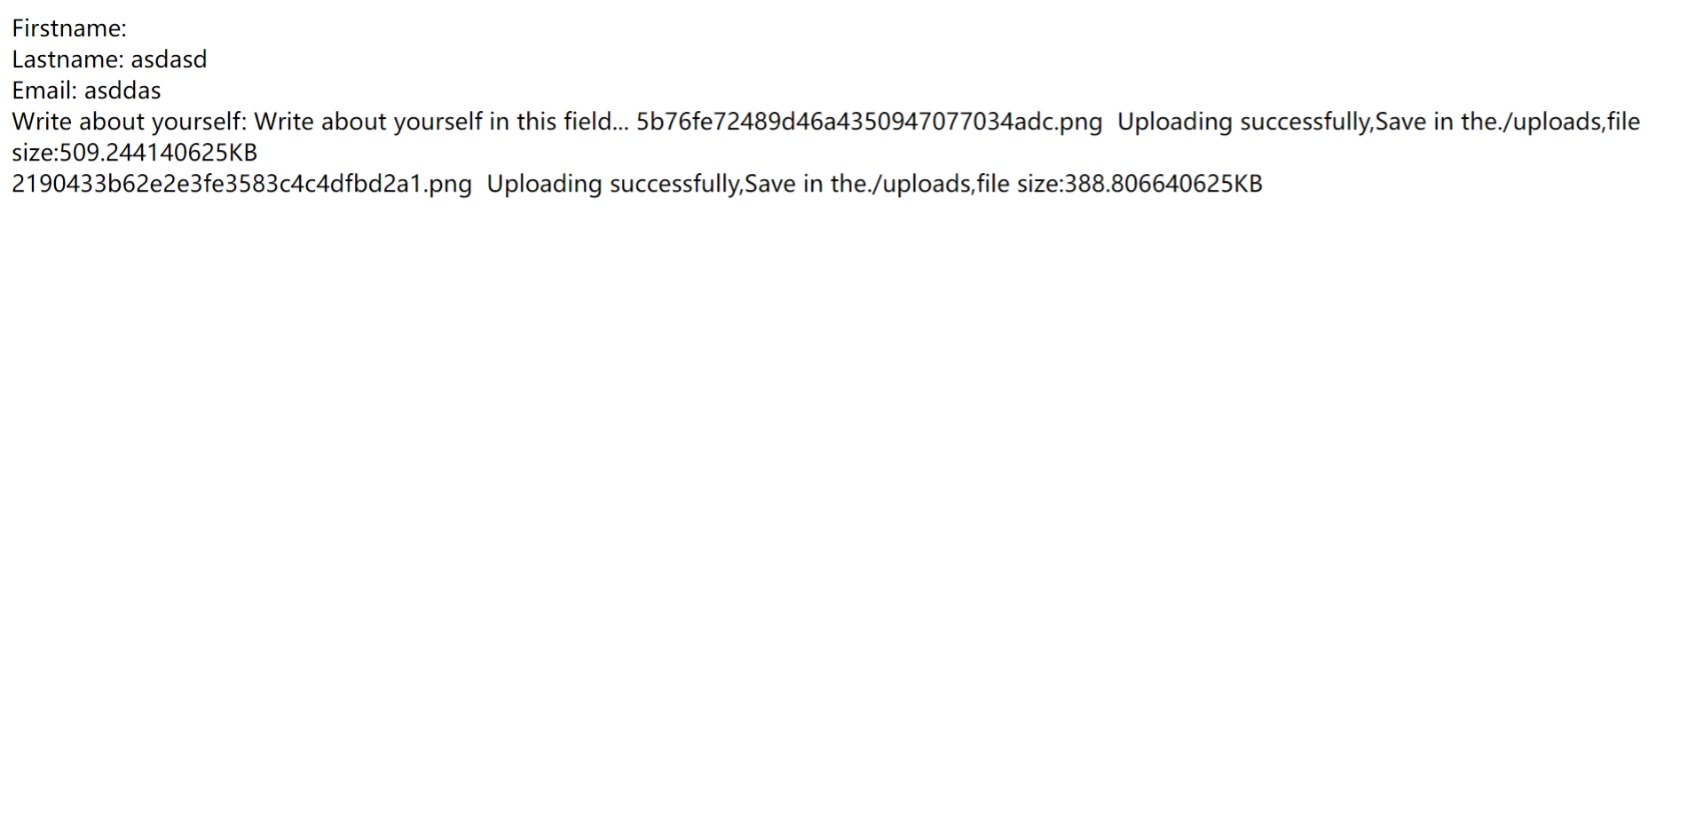 Firstname:
Lastname: asdasd
Email: asddas
Write about yourself: Write about yourself in this field... 5b76fe72489d46a4350947077034adc.png  Uploading successfully,Save in the./uploads,file
size:509.244140625KB
2190433b62e2e3fe3583c4c4dfbd2a1.png  Uploading successfully,Save in the./uploads,file size:388.806640625KB